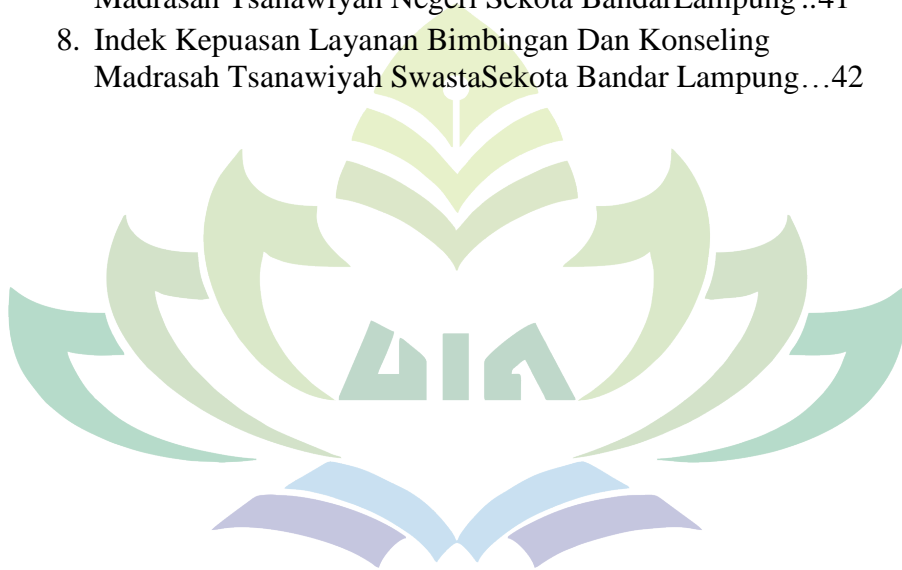 Madrasah Tsanawiyah Negeri Sekota BandarLampung ..41
8. Indek Kepuasan Layanan Bimbingan Dan Konseling
Madrasah Tsanawiyah SwastaSekota Bandar Lampung…42
UIN